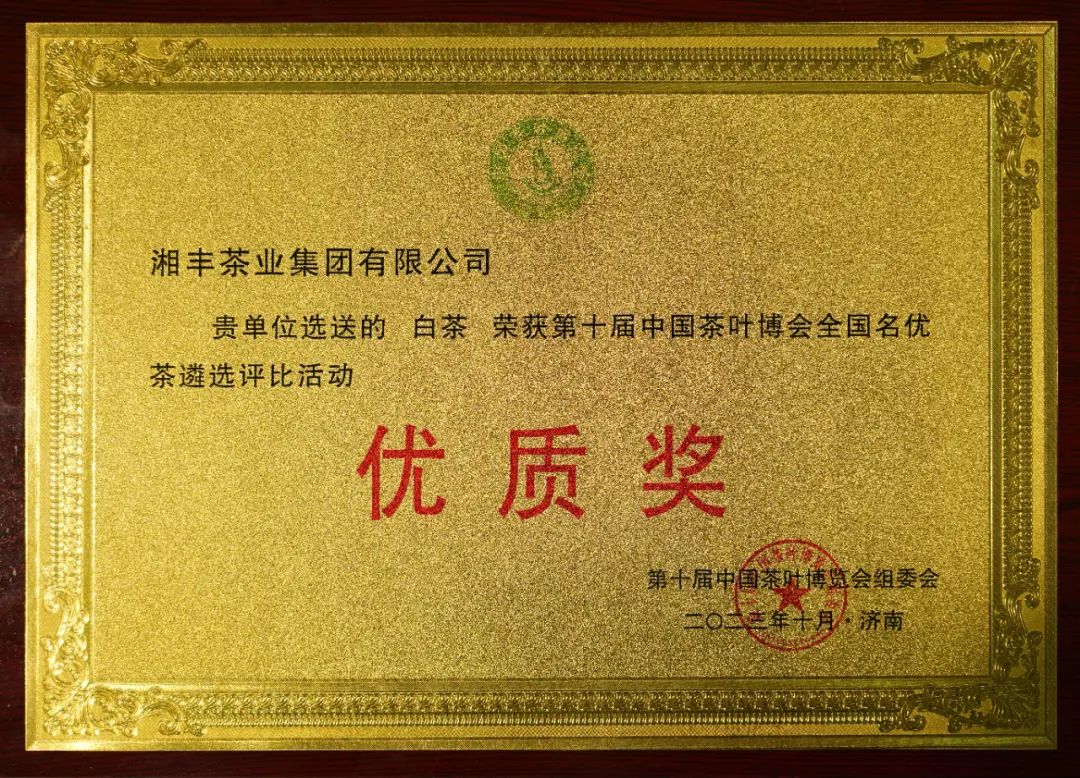 湘丰茶业集团有限公司
贵单位选送的 白茶 荣获第十届中国茶叶博会全国名优
茶遴选评比活动
优质奖
第十届中国茶叶博览会组委会
二〇二三年十月·济南